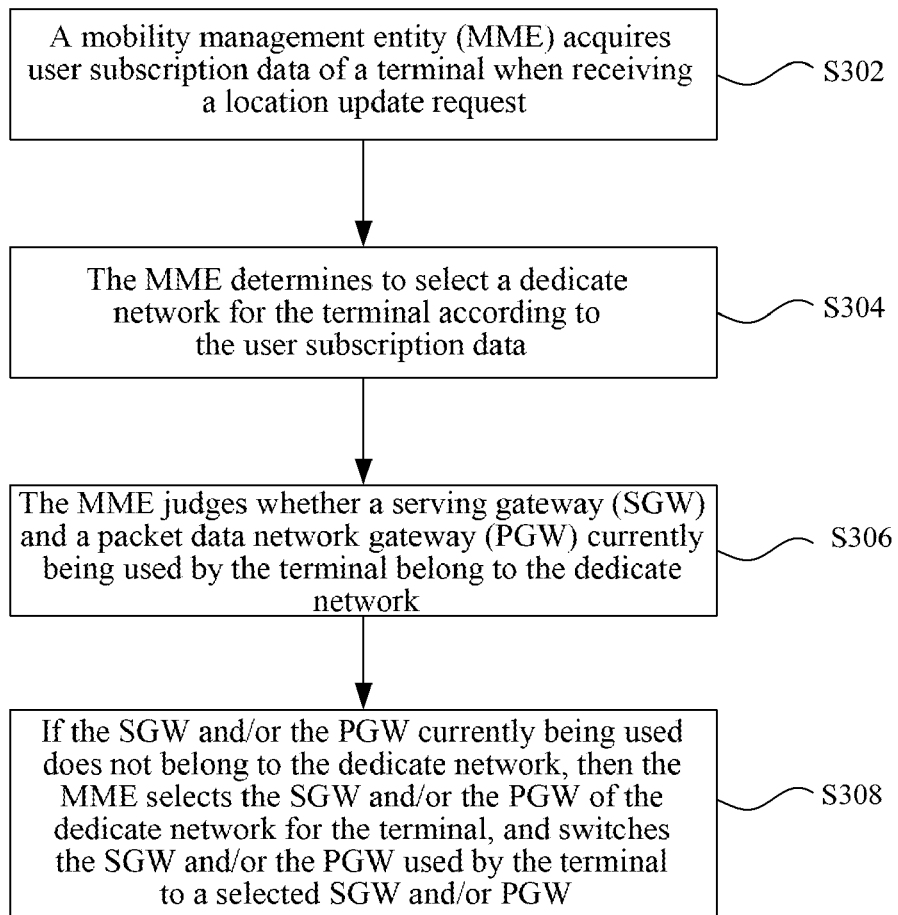 A mobility management entity (MME) acquires
user subscription data of a terminal when receiving
a location update request
S302
The MME determines to select a dedicate
network for the terminal according to
the user subscription data
S304
The MME judges whether a serving gateway (SGW)
and a packet data network gateway (PGW) currently
being used by the terminal belong to the dedicate
network
S306
If the SGW and/or the PGW currently being used
does not belong to the dedicate network, then the
MME selects the SGW and/or the PGW of the
dedicate network for the terminal, and switches
the SGW and/or the PGW used by the terminal
to a selected SGW and/or PGW
S308